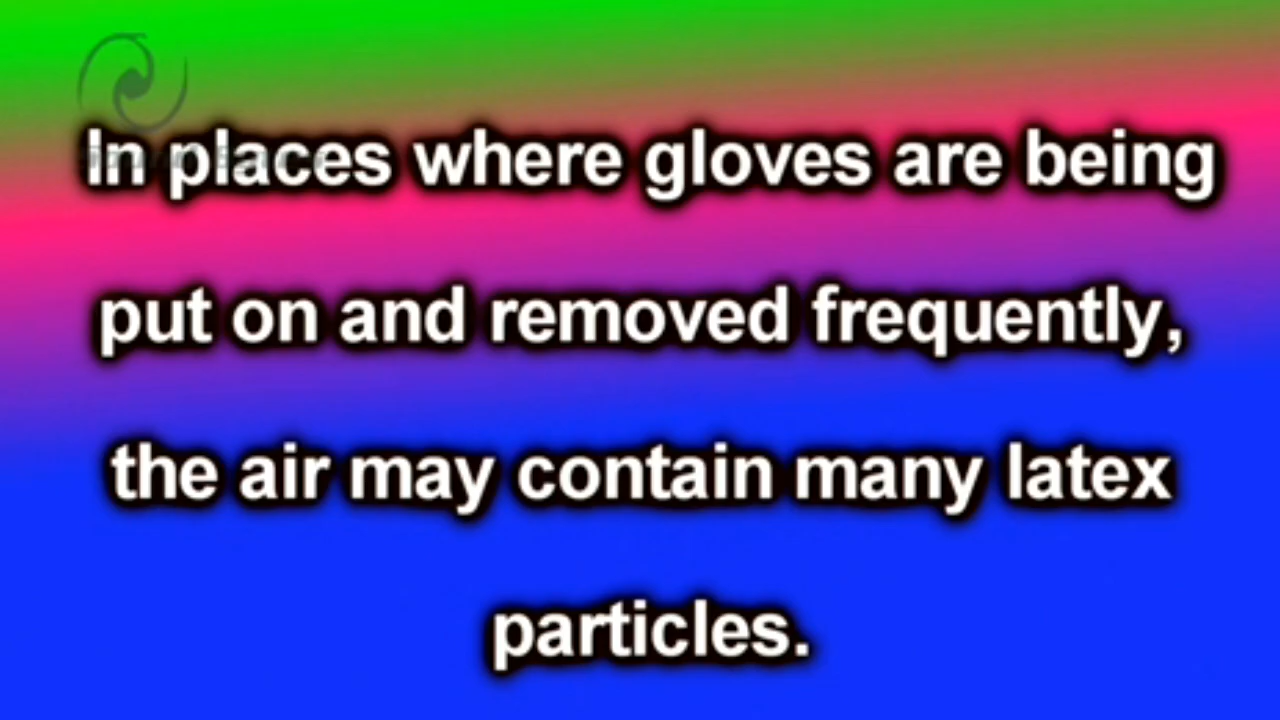 In places where gloves are being
put on and removed frequently,
the air may contain many latex
particles.